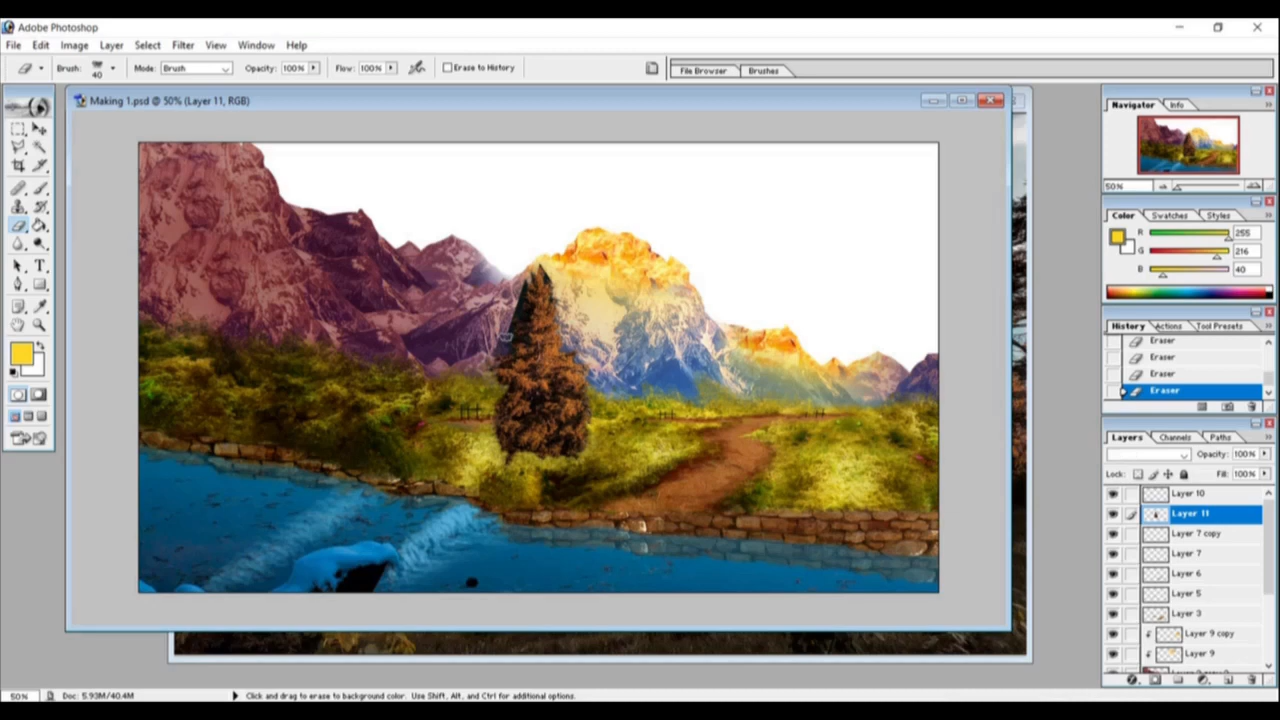 Adobe Photoshop
File Edit Image Layer Select Filter View Window Help
Brush: 40 Mode: Brush Opacity: 100% Flow: 100% Erase to History File Browser Brushes
Making 1.psd @ 50% (Layer 11, RGB)
Navigator Info
50%
Color Swatches Styles
R 255
G 216
B 40
History Actions Tool Presets
Eraser
Eraser
Eraser
Eraser
Layers Channels Paths
Opacity: 100%
Lock: Fill: 100%
Layer 10
Layer 11
Layer 7 copy
Layer 7
Layer 6
Layer 5
Layer 3
Layer 9 copy
Layer 9
50% Doc: 5.93M/40.4M Click and drag to erase to background color. Use Shift, Alt, and Ctrl for additional options.